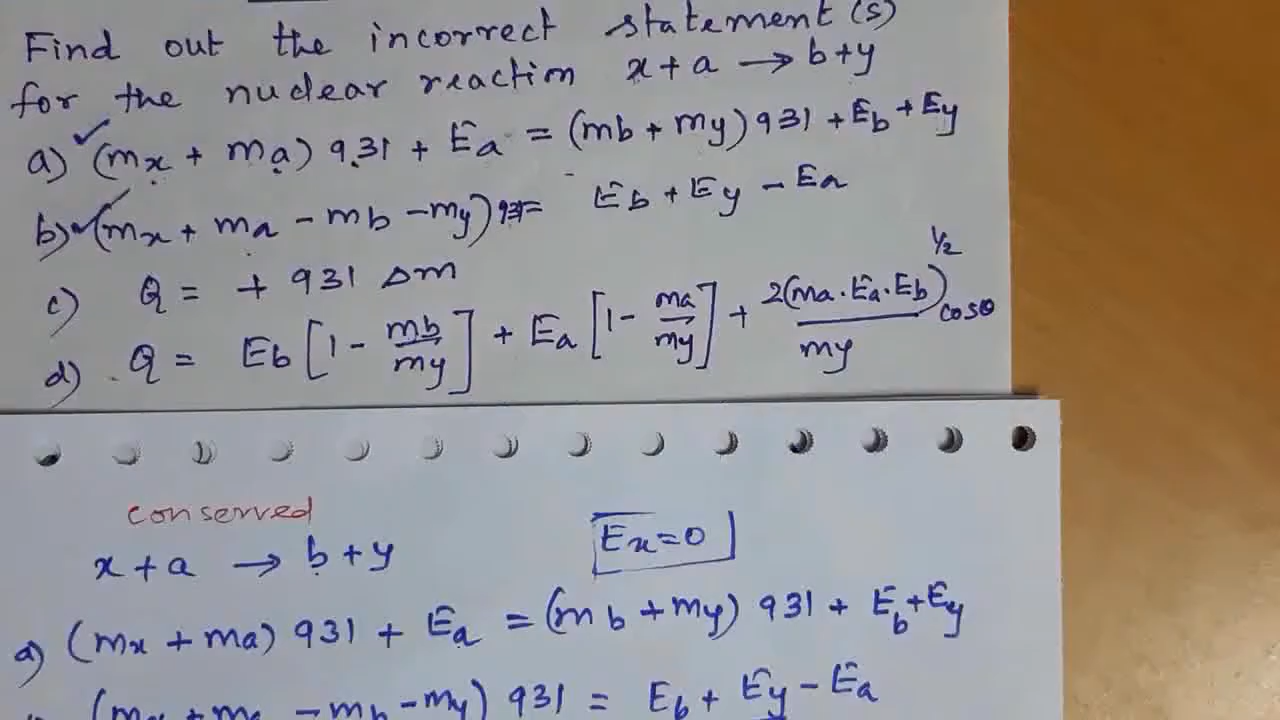 Find out the incorrect statement(s)
for the nuclear reaction x+a → b+y
a) ✓ (mx + ma) 931 + Ea = (mb + my) 931 + Eb + Ey
b) ✓ (mx + ma - mb - my) 931 = Eb + Ey - Ea
c) Q = + 931 Δm
d) Q = Eb [1 - mb/my] + Ea [1 - ma/my] + 2(ma·Ea·Eb)^1/2 cosθ / my
conserved
x + a → b + y
Ex=0
a) (mx + ma) 931 + Ea = (mb + my) 931 + Eb + Ey
(mx + ma - mb - my) 931 = Eb + Ey - Ea